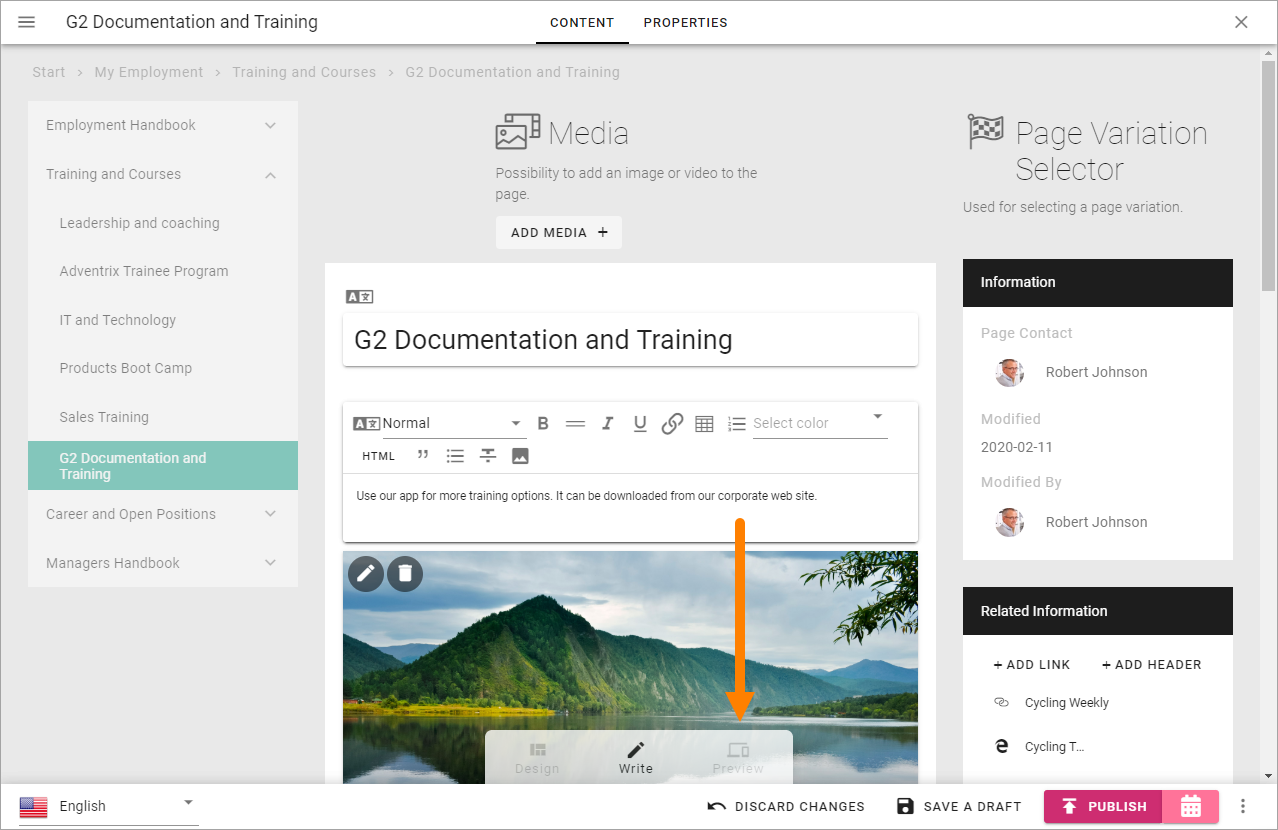 G2 Documentation and Training
CONTENT
PROPERTIES
Start > My Employment > Training and Courses > G2 Documentation and Training
Employment Handbook
Training and Courses
Leadership and coaching
Adventrix Trainee Program
IT and Technology
Products Boot Camp
Sales Training
G2 Documentation and
Training
Career and Open Positions
Managers Handbook
Media
Possibility to add an image or video to the
page.
ADD MEDIA +
A文
G2 Documentation and Training
A文 Normal B I U Select color
HTML ”
Use our app for more training options. It can be downloaded from our corporate web site.
Design
Write
Preview
Page Variation
Selector
Used for selecting a page variation.
Information
Page Contact
Robert Johnson
Modified
2020-02-11
Modified By
Robert Johnson
Related Information
+ ADD LINK + ADD HEADER
Cycling Weekly
Cycling T...
English
DISCARD CHANGES
SAVE A DRAFT
PUBLISH